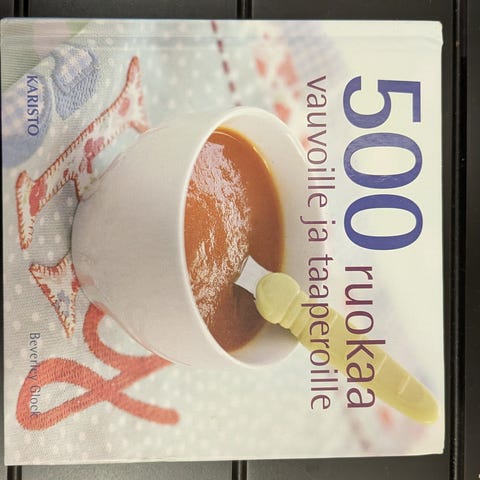 500 ruokaa
vauvoille ja taaperoille
KARISTO
Beverley Glock